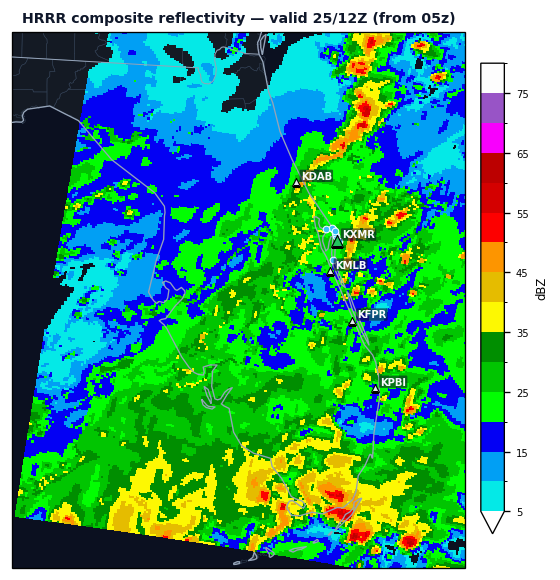 HRRR composite reflectivity — valid 25/12Z (from 05z)
KDAB
KXMR
KMLB
KFPR
KPBI
75
65
55
45
35
25
15
5
dBZ